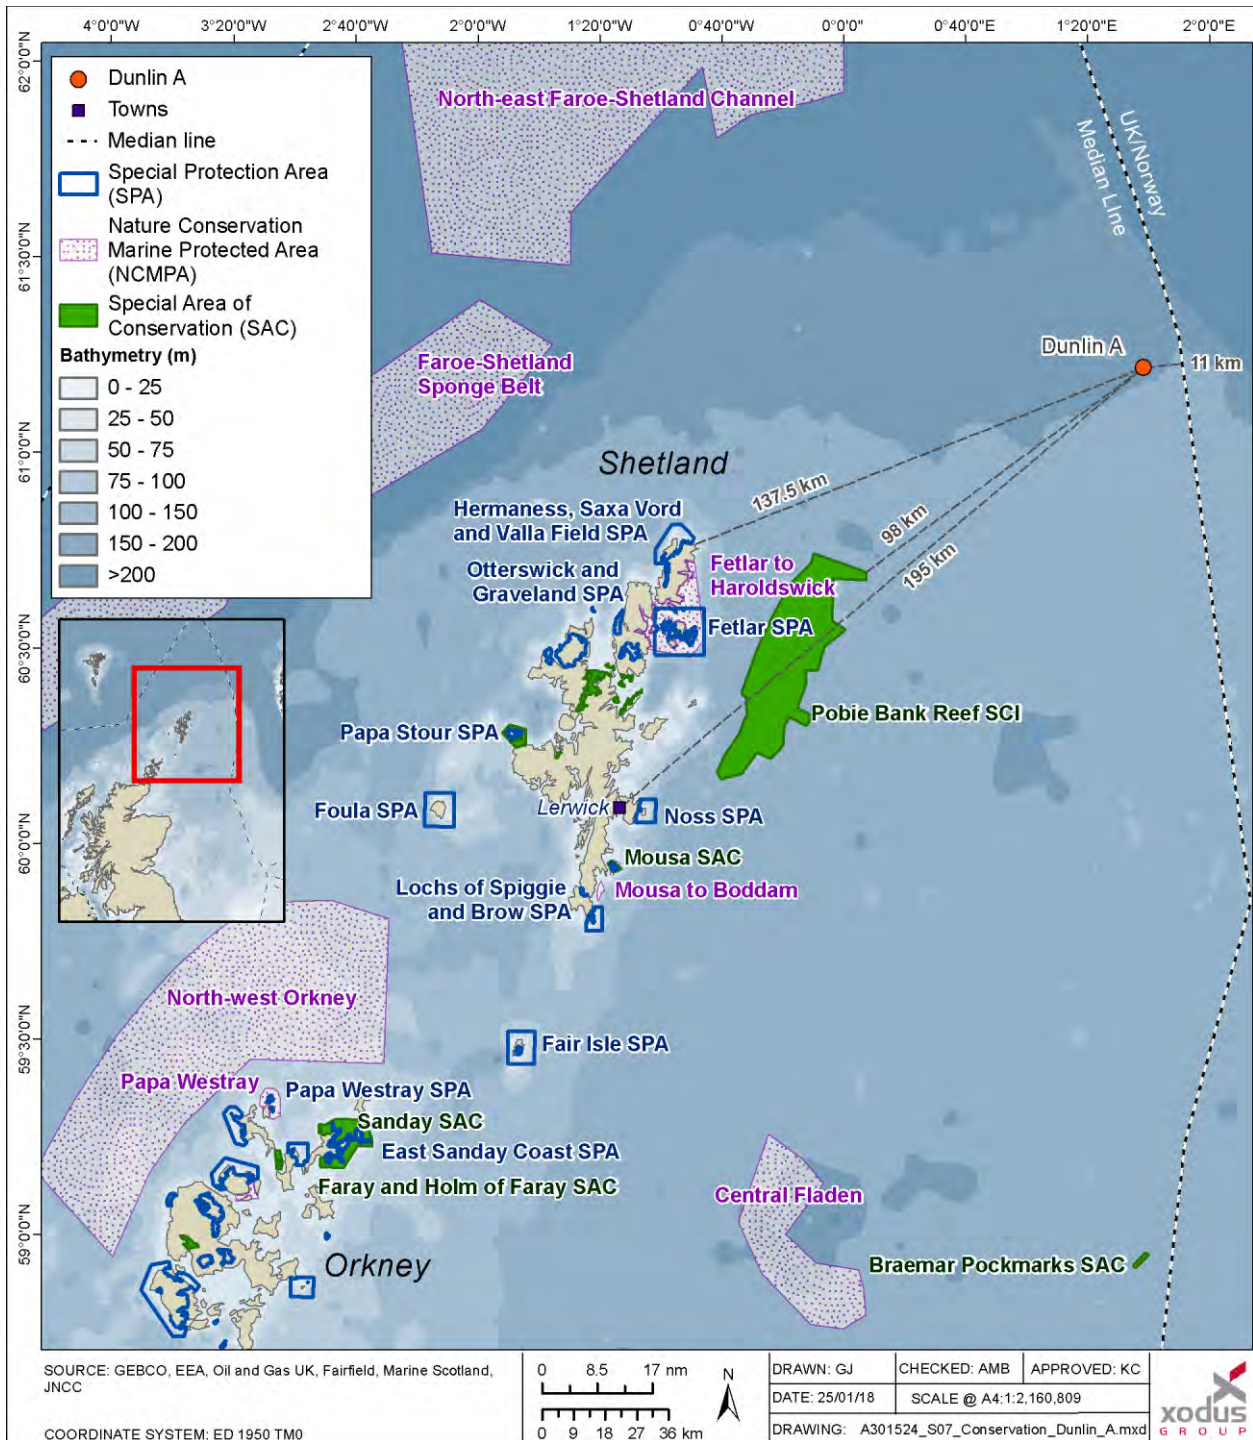 4°0'0"W 3°20'0"W 2°40'0"W 2°0'0"W 1°20'0"W 0°40'0"W 0°0'0" 0°40'0"E 1°20'0"E 2°0'0"E
62°0'0"N
61°30'0"N
61°0'0"N
60°30'0"N
60°0'0"N
59°30'0"N
59°0'0"N
Dunlin A
Towns
Median line
Special Protection Area
(SPA)
Nature Conservation
Marine Protected Area
(NCMPA)
Special Area of
Conservation (SAC)
Bathymetry (m)
0 - 25
25 - 50
50 - 75
75 - 100
100 - 150
150 - 200
>200
North-east Faroe-Shetland Channel
UK/Norway
Median LIne
Faroe-Shetland
Sponge Belt
Dunlin A
11 km
Shetland
137.5 km
98 km
195 km
Hermaness, Saxa Vord
and Valla Field SPA
Otterswick and
Graveland SPA
Fetlar to
Haroldswick
Fetlar SPA
Pobie Bank Reef SCI
Papa Stour SPA
Foula SPA
Lerwick
Noss SPA
Mousa SAC
Lochs of Spiggie
and Brow SPA
Mousa to Boddam
North-west Orkney
Fair Isle SPA
Papa Westray
Papa Westray SPA
Sanday SAC
East Sanday Coast SPA
Faray and Holm of Faray SAC
Central Fladen
Orkney
Braemar Pockmarks SAC
SOURCE: GEBCO, EEA, Oil and Gas UK, Fairfield, Marine Scotland,
JNCC
COORDINATE SYSTEM: ED 1950 TM0
0 8.5 17 nm
0 9 18 27 36 km
N
DRAWN: GJ
CHECKED: AMB
APPROVED: KC
DATE: 25/01/18
SCALE @ A4:1:2,160,809
DRAWING: A301524_S07_Conservation_Dunlin_A.mxd
xodus
GROUP